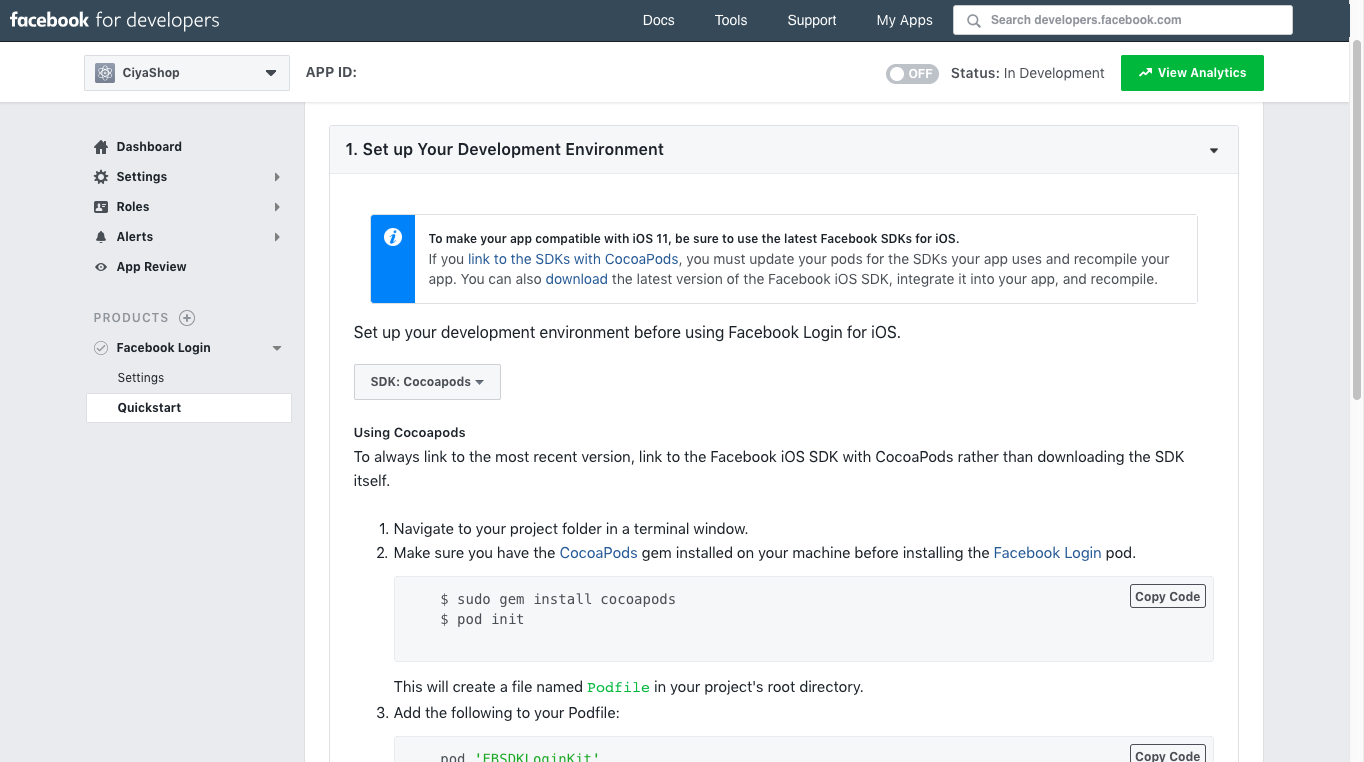 facebook for developers
Docs Tools Support My Apps Search developers.facebook.com
CiyaShop APP ID: OFF Status: In Development View Analytics
Dashboard
Settings
Roles
Alerts
App Review
PRODUCTS
Facebook Login
Settings
Quickstart
1. Set up Your Development Environment
To make your app compatible with iOS 11, be sure to use the latest Facebook SDKs for iOS.
If you link to the SDKs with CocoaPods, you must update your pods for the SDKs your app uses and recompile your
app. You can also download the latest version of the Facebook iOS SDK, integrate it into your app, and recompile.
Set up your development environment before using Facebook Login for iOS.
SDK: Cocoapods
Using Cocoapods
To always link to the most recent version, link to the Facebook iOS SDK with CocoaPods rather than downloading the SDK
itself.
1. Navigate to your project folder in a terminal window.
2. Make sure you have the CocoaPods gem installed on your machine before installing the Facebook Login pod.
Copy Code
$ sudo gem install cocoapods
$ pod init
This will create a file named Podfile in your project's root directory.
3. Add the following to your Podfile:
Copy Code
pod 'FBSDKLoginKit'